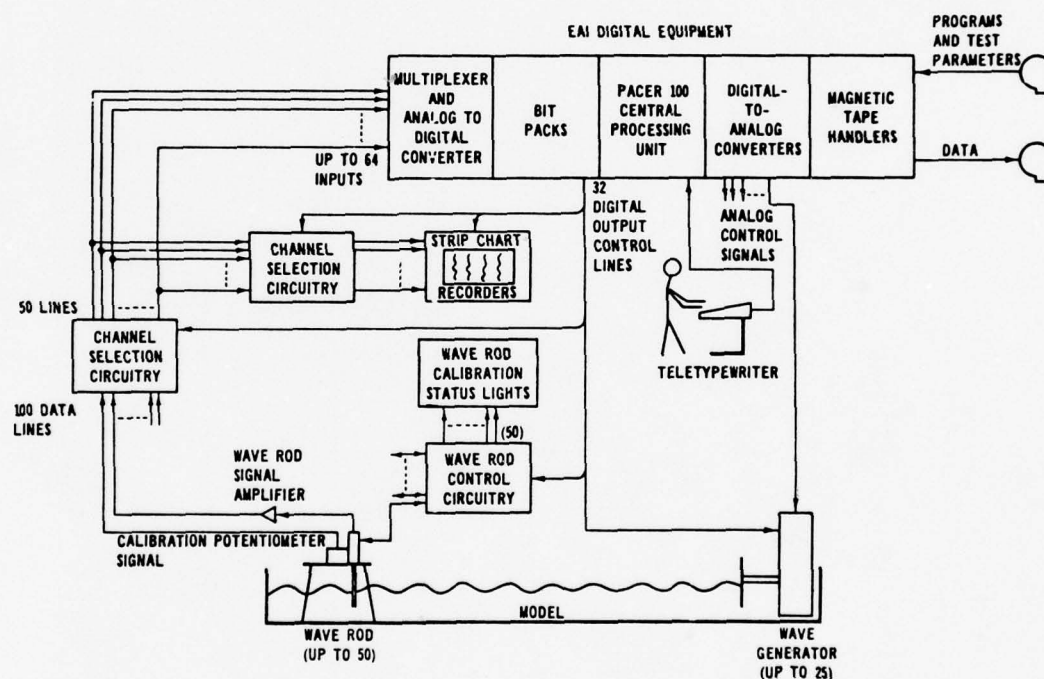 EAI DIGITAL EQUIPMENT
PROGRAMS
AND TEST
PARAMETERS
MULTIPLEXER
AND
ANALOG TO
DIGITAL
CONVERTER
BIT
PACKS
PACER 100
CENTRAL
PROCESSING
UNIT
DIGITAL-
TO-
ANALOG
CONVERTERS
MAGNETIC
TAPE
HANDLERS
DATA
UP TO 64
INPUTS
32
DIGITAL
OUTPUT
CONTROL
LINES
ANALOG
CONTROL
SIGNALS
CHANNEL
SELECTION
CIRCUITRY
STRIP CHART
RECORDERS
50 LINES
CHANNEL
SELECTION
CIRCUITRY
TELETYPEWRITER
WAVE ROD
CALIBRATION
STATUS LIGHTS
100 DATA
LINES
(50)
WAVE ROD
SIGNAL
AMPLIFIER
WAVE ROD
CONTROL
CIRCUITRY
CALIBRATION POTENTIOMETER
SIGNAL
MODEL
WAVE ROD
(UP TO 50)
WAVE
GENERATOR
(UP TO 25)